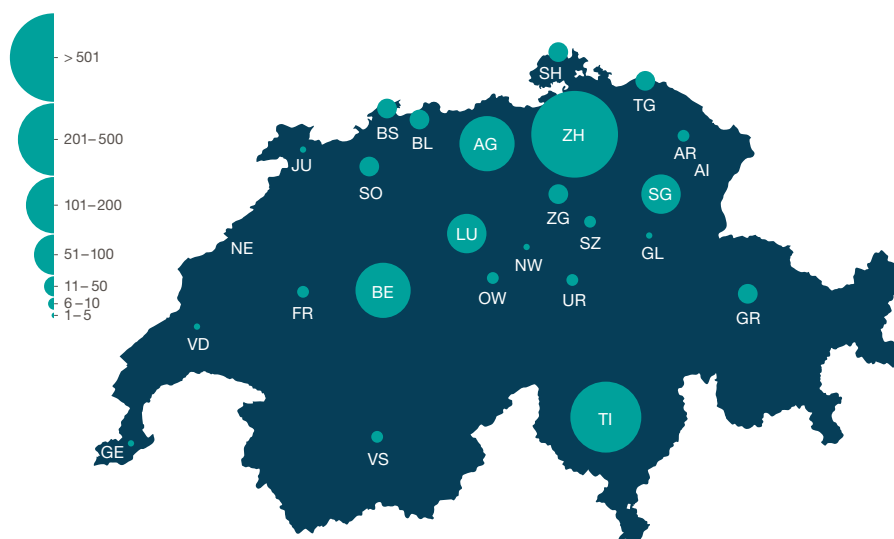 > 501
201 – 500
101 – 200
51 – 100
11 – 50
6 – 10
1 – 5
SH
TG
BS
BL
AG
ZH
AR
AI
JU
SO
ZG
SG
LU
SZ
NE
NW
GL
BE
OW
UR
FR
GR
VD
TI
GE
VS